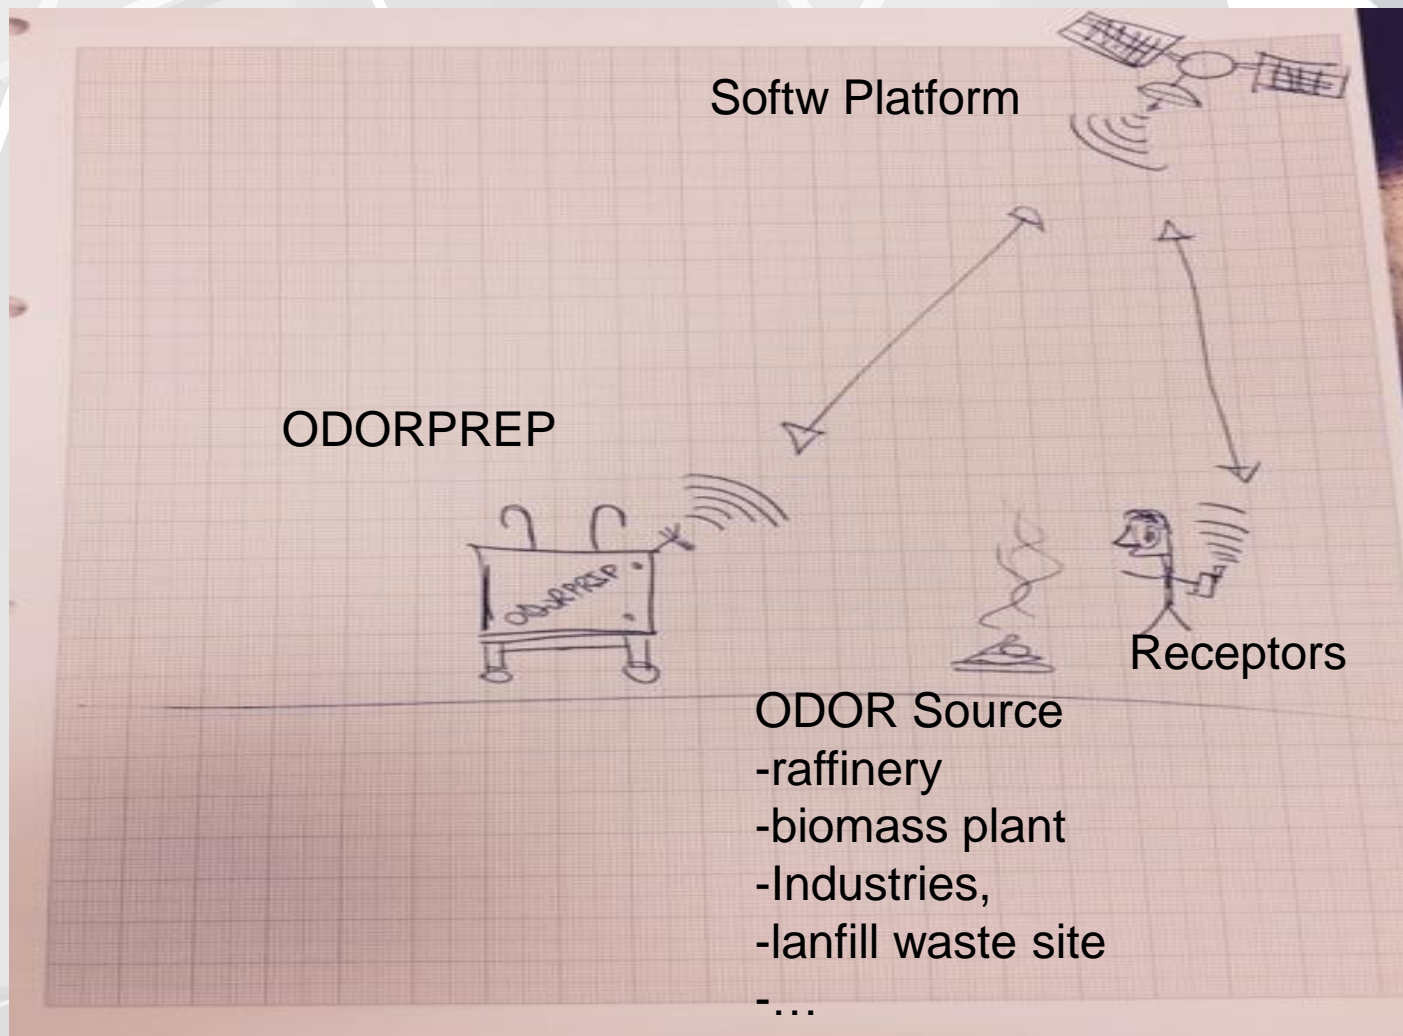 Softw Platform
ODORPREP
ODORPREP
Receptors
ODOR Source
-raffinery
-biomass plant
-Industries,
-lanfill waste site
-…